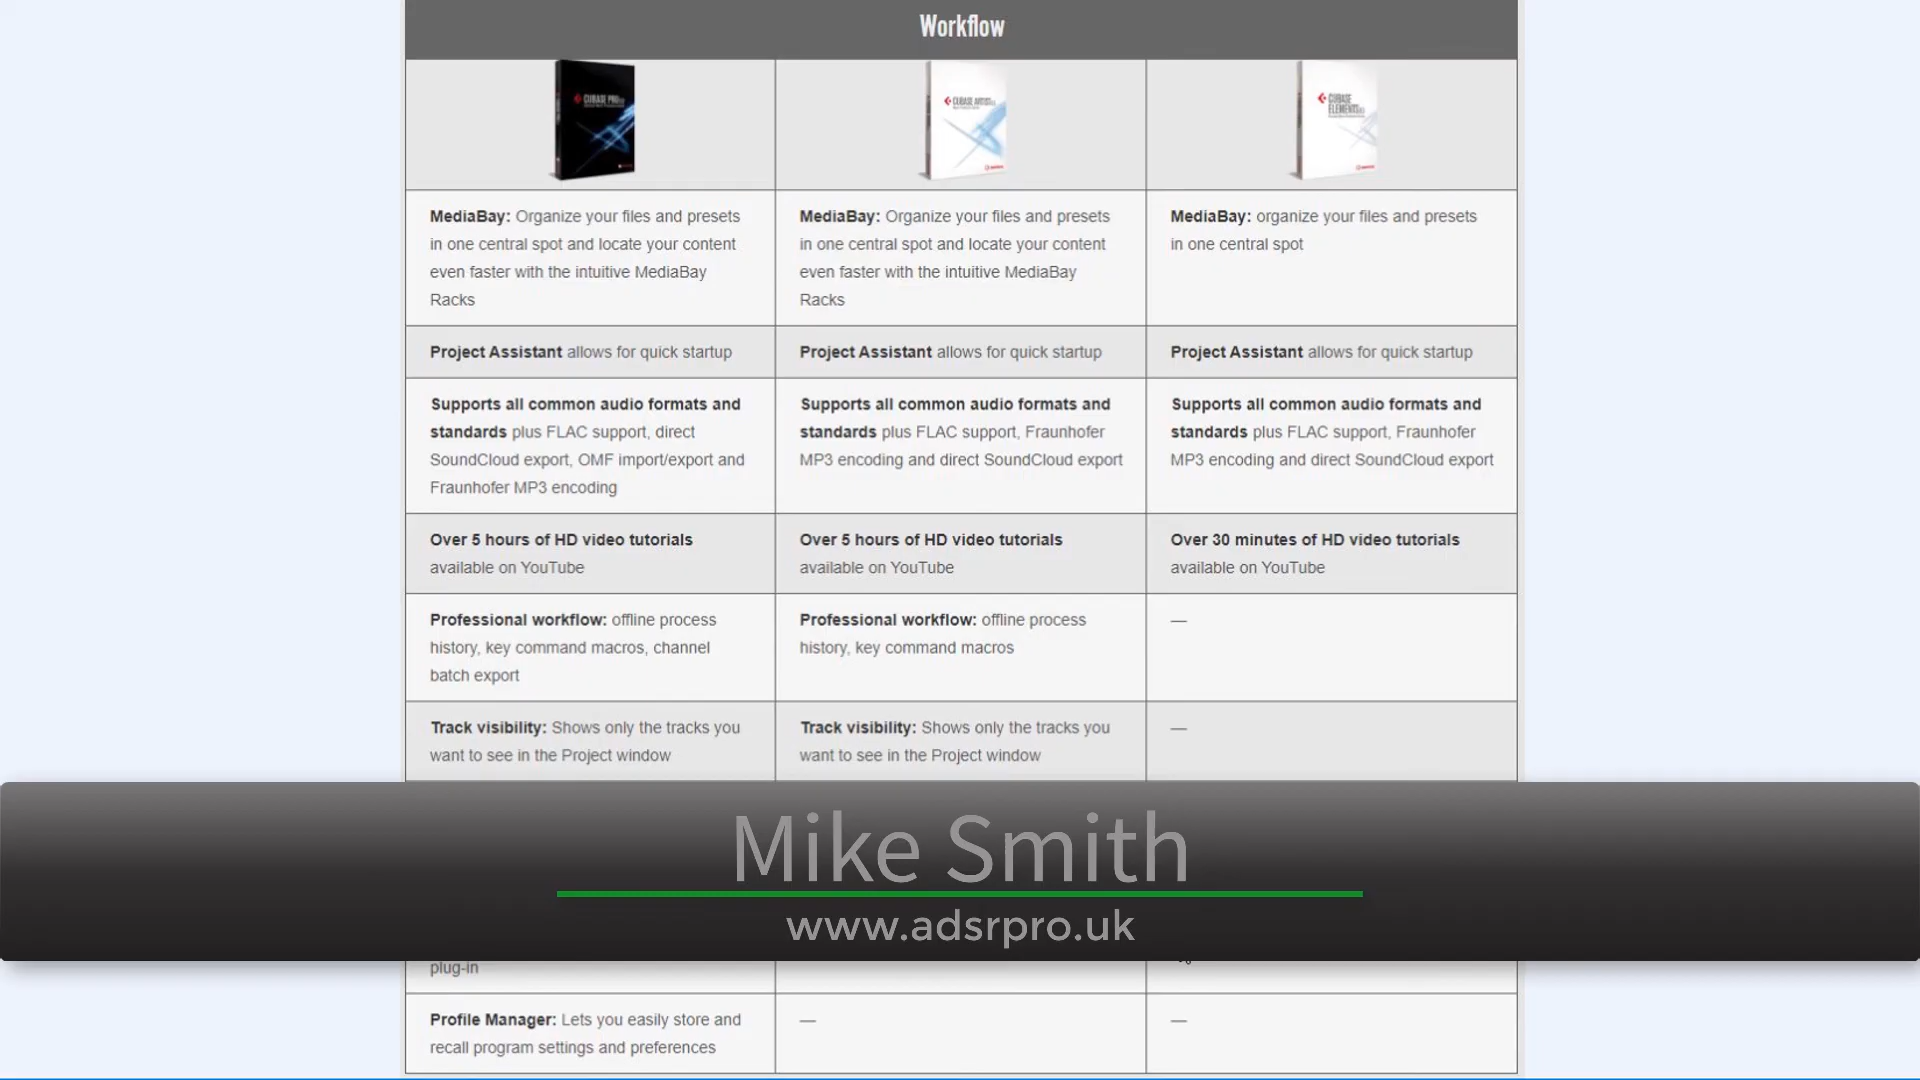 Workflow
CUBASE PRO
CUBASE ARTIST
CUBASE
ELEMENTS
MediaBay: Organize your files and presets
in one central spot and locate your content
even faster with the intuitive MediaBay
Racks
MediaBay: Organize your files and presets
in one central spot and locate your content
even faster with the intuitive MediaBay
Racks
MediaBay: organize your files and presets
in one central spot
Project Assistant allows for quick startup
Project Assistant allows for quick startup
Project Assistant allows for quick startup
Supports all common audio formats and
standards plus FLAC support, direct
SoundCloud export, OMF import/export and
Fraunhofer MP3 encoding
Supports all common audio formats and
standards plus FLAC support, Fraunhofer
MP3 encoding and direct SoundCloud export
Supports all common audio formats and
standards plus FLAC support, Fraunhofer
MP3 encoding and direct SoundCloud export
Over 5 hours of HD video tutorials
available on YouTube
Over 5 hours of HD video tutorials
available on YouTube
Over 30 minutes of HD video tutorials
available on YouTube
Professional workflow: offline process
history, key command macros, channel
batch export
Professional workflow: offline process
history, key command macros
—
Track visibility: Shows only the tracks you
want to see in the Project window
Track visibility: Shows only the tracks you
want to see in the Project window
—
Mike Smith
www.adsrpro.uk
plug-in
Profile Manager: Lets you easily store and
recall program settings and preferences
—
—